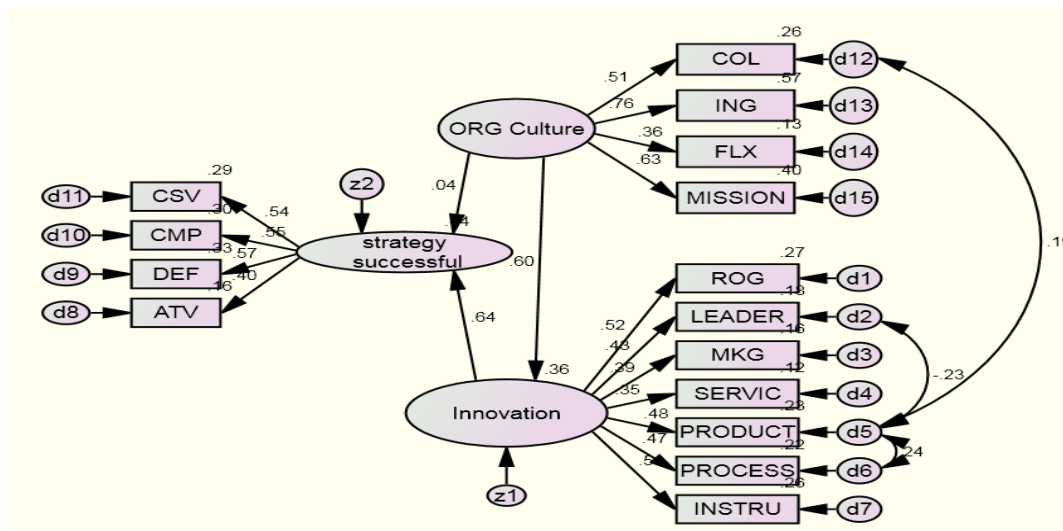 .26
COL
d12
.51
.57
.76
ING
d13
ORG Culture
.13
.36
FLX
d14
.63
.40
MISSION
d15
.29
d11
CSV
z2
.04
.54
.30
d10
CMP
.55
strategy
successful
.33
.57
d9
DEF
.40
.16
d8
ATV
.60
.19
.27
ROG
d1
.64
.52
.18
LEADER
d2
.43
.16
.36
.39
MKG
d3
-.23
.12
.35
SERVIC
d4
Innovation
.23
.48
PRODUCT
d5
.47
.22
.24
PROCESS
d6
.26
z1
INSTRU
d7